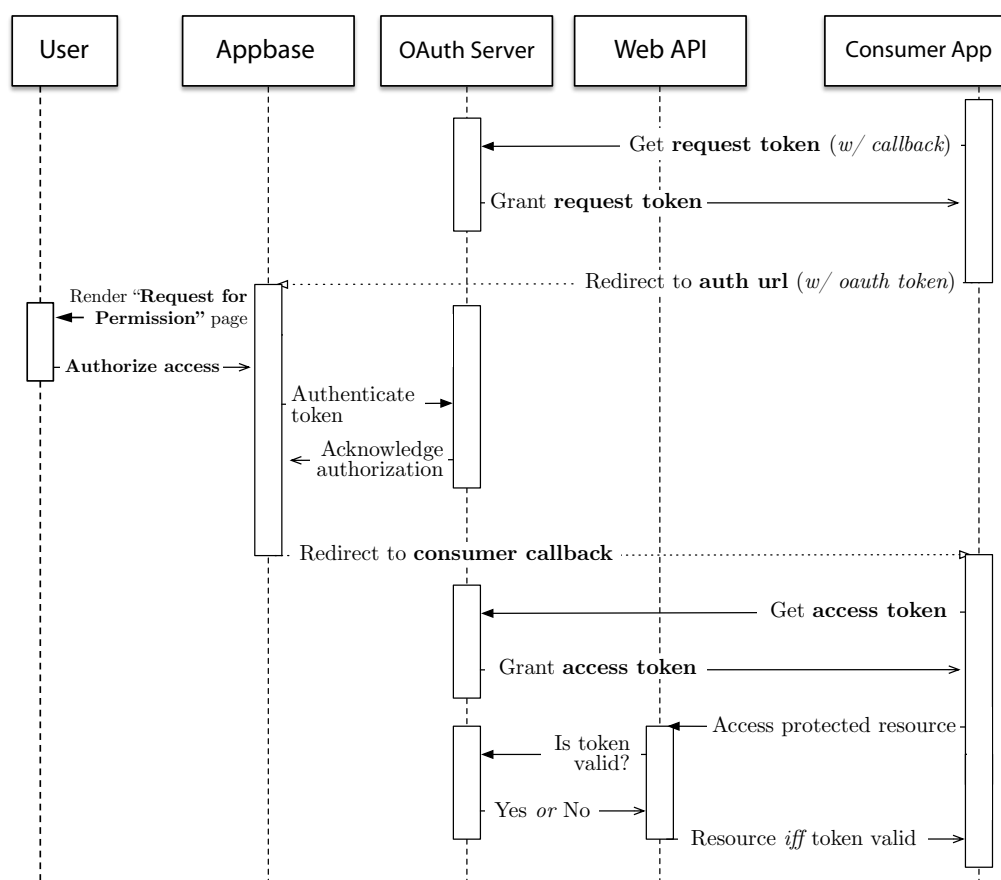 User
Appbase
OAuth Server
Web API
Consumer App
Get request token (w/ callback)
Grant request token
Redirect to auth url (w/ oauth token)
Render “Request for
Permission” page
Authorize access
Authenticate
token
Acknowledge
authorization
Redirect to consumer callback
Get access token
Grant access token
Access protected resource
Is token
valid?
Yes or No
Resource iff token valid